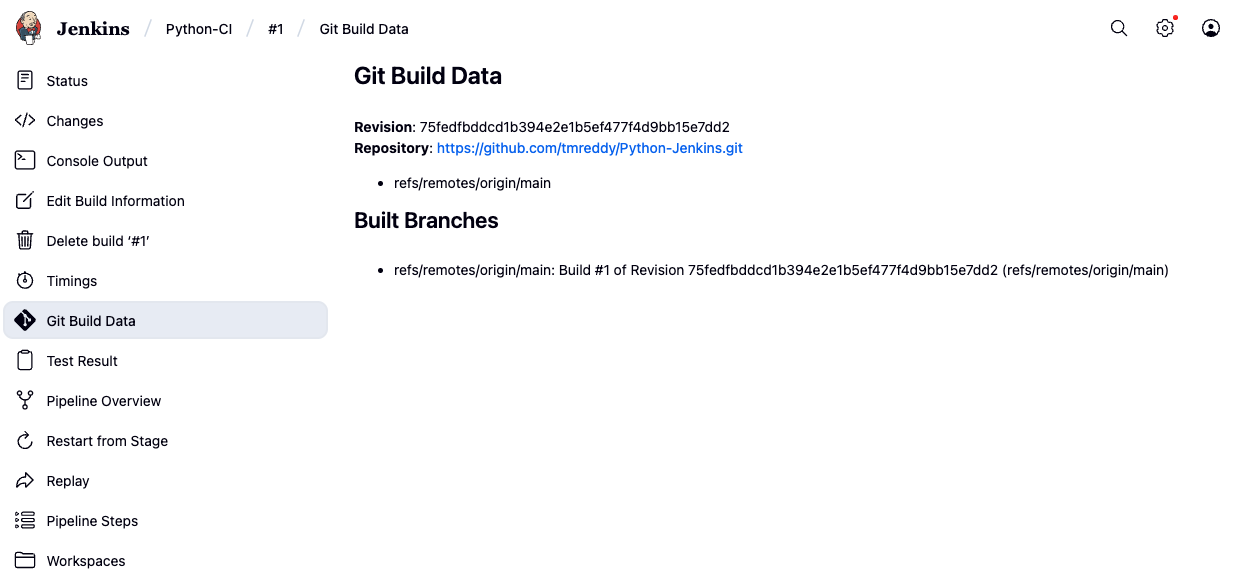 Jenkins / Python-CI / #1 / Git Build Data
Status
Changes
Console Output
Edit Build Information
Delete build ‘#1’
Timings
Git Build Data
Test Result
Pipeline Overview
Restart from Stage
Replay
Pipeline Steps
Workspaces
Git Build Data
Revision: 75fedfbddcd1b394e2e1b5ef477f4d9bb15e7dd2
Repository: https://github.com/tmreddy/Python-Jenkins.git
• refs/remotes/origin/main
Built Branches
• refs/remotes/origin/main: Build #1 of Revision 75fedfbddcd1b394e2e1b5ef477f4d9bb15e7dd2 (refs/remotes/origin/main)